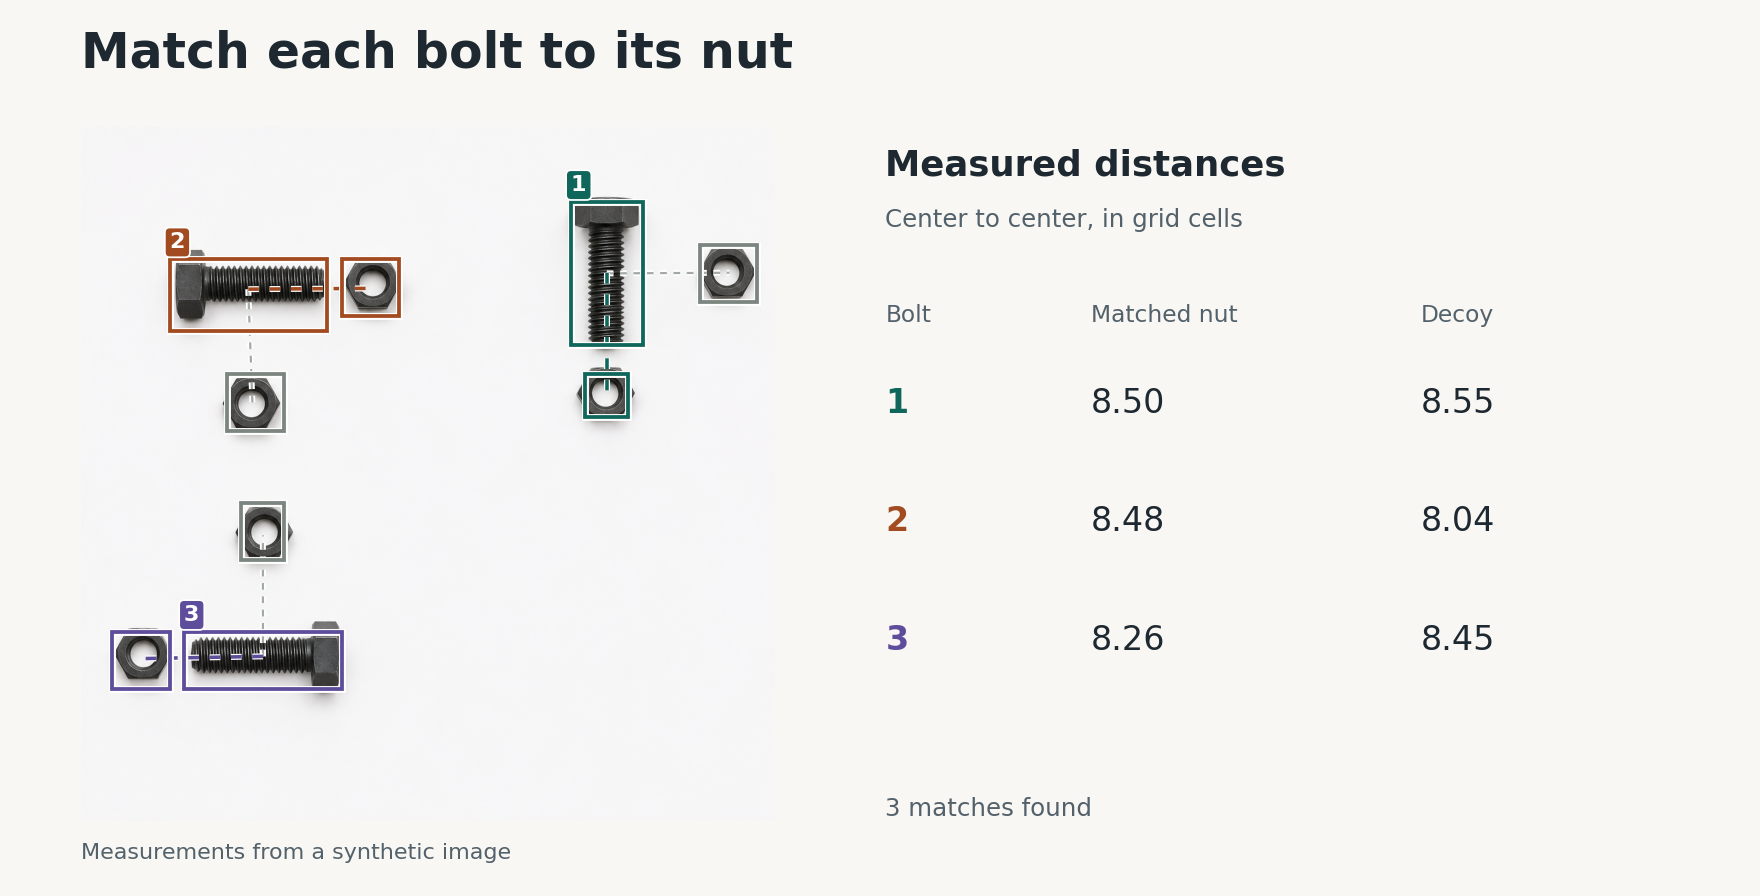 Match each bolt to its nut
1
2
3
Measured distances
Center to center, in grid cells
Bolt Matched nut Decoy
1 8.50 8.55
2 8.48 8.04
3 8.26 8.45
3 matches found
Measurements from a synthetic image